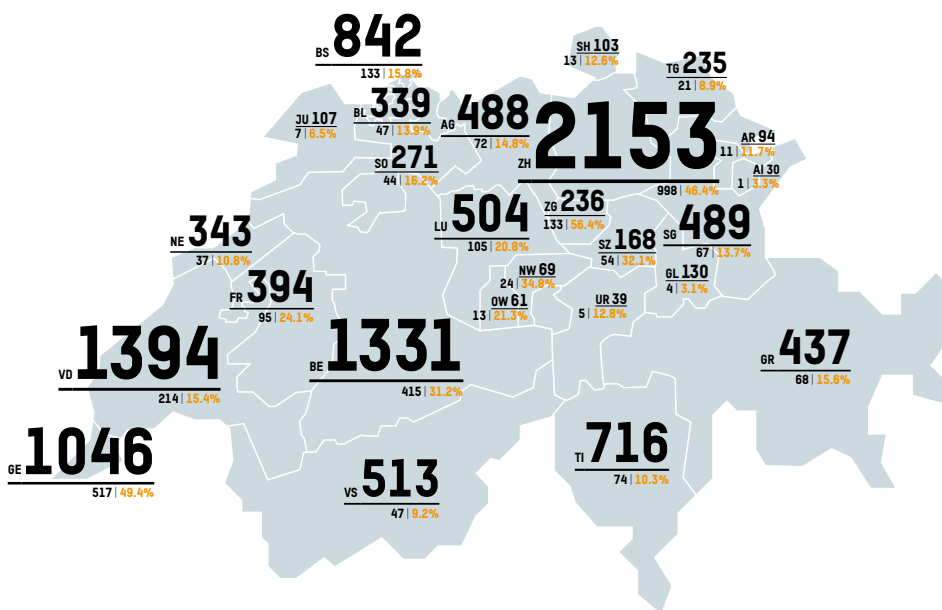 BS 842
133 | 15.8%
SH 103
13 | 12.6%
TG 235
21 | 8.9%
JU 107
7 | 6.5%
BL 339
47 | 13.9%
AG 488
72 | 14.8%
ZH 2153
998 | 46.4%
AR 94
11 | 11.7%
AI 30
1 | 3.3%
SO 271
44 | 16.2%
LU 504
105 | 20.8%
ZG 236
133 | 56.4%
SZ 168
54 | 32.1%
SG 489
67 | 13.7%
NE 343
37 | 10.8%
NW 69
24 | 34.8%
GL 130
4 | 3.1%
FR 394
95 | 24.1%
OW 61
13 | 21.3%
UR 39
5 | 12.8%
VD 1394
214 | 15.4%
BE 1331
415 | 31.2%
GR 437
68 | 15.6%
GE 1046
517 | 49.4%
VS 513
47 | 9.2%
TI 716
74 | 10.3%